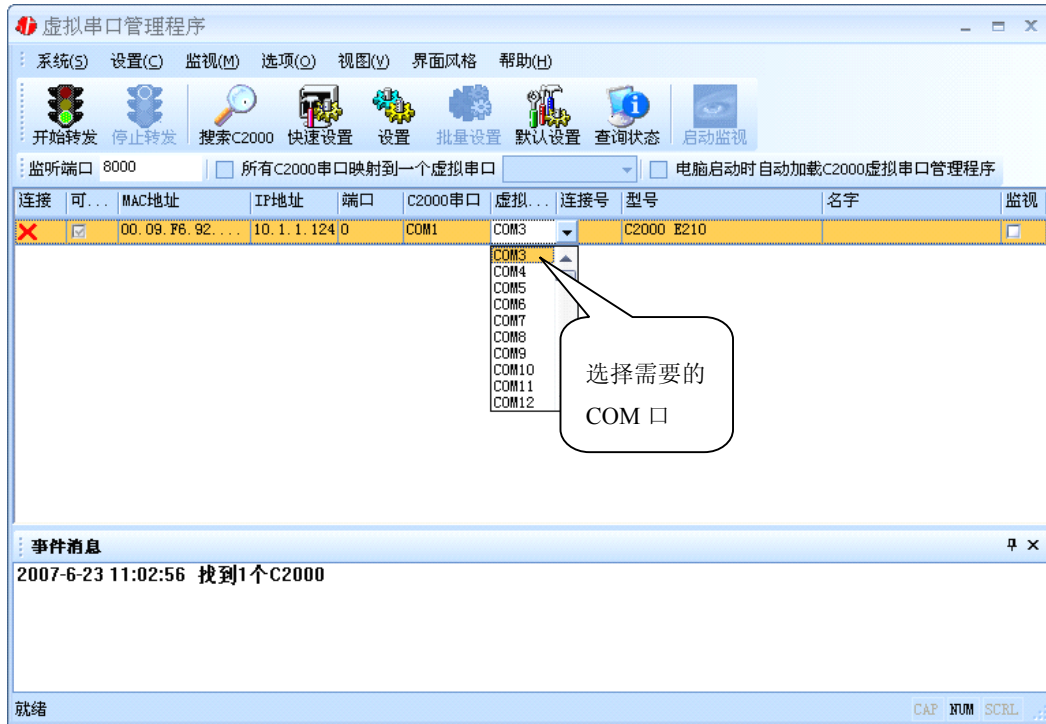 虚拟串口管理程序
系统(S) 设置(C) 监视(M) 选项(O) 视图(V) 界面风格 帮助(H)
开始转发 停止转发 搜索C2000 快速设置 设置 批量设置 默认设置 查询状态 启动监视
监听端口 8000 所有C2000串口映射到一个虚拟串口 电脑启动时自动加载C2000虚拟串口管理程序
连接 可... MAC地址 IP地址 端口 C2000串口 虚拟... 连接号 型号 名字 监视
00.09.F6.92.... 10.1.1.124 0 COM1 COM3 C2000 E210
COM3
COM4
COM5
COM6
COM7
COM8
COM9
COM10
COM11
COM12
选择需要的
COM 口
事件消息
2007-6-23 11:02:56 找到1个C2000
就绪 CAP NUM SCRL